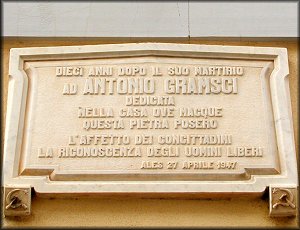 DIECI ANNI DOPO IL SUO MARTIRIO
AD ANTONIO GRAMSCI
DEDICATA
NELLA CASA OVE NACQUE
QUESTA PIETRA POSERO
L'AFFETTO DEI CONCITTADINI
LA RICONOSCENZA DEGLI UOMINI LIBERI
ALES 27 APRILE 1947